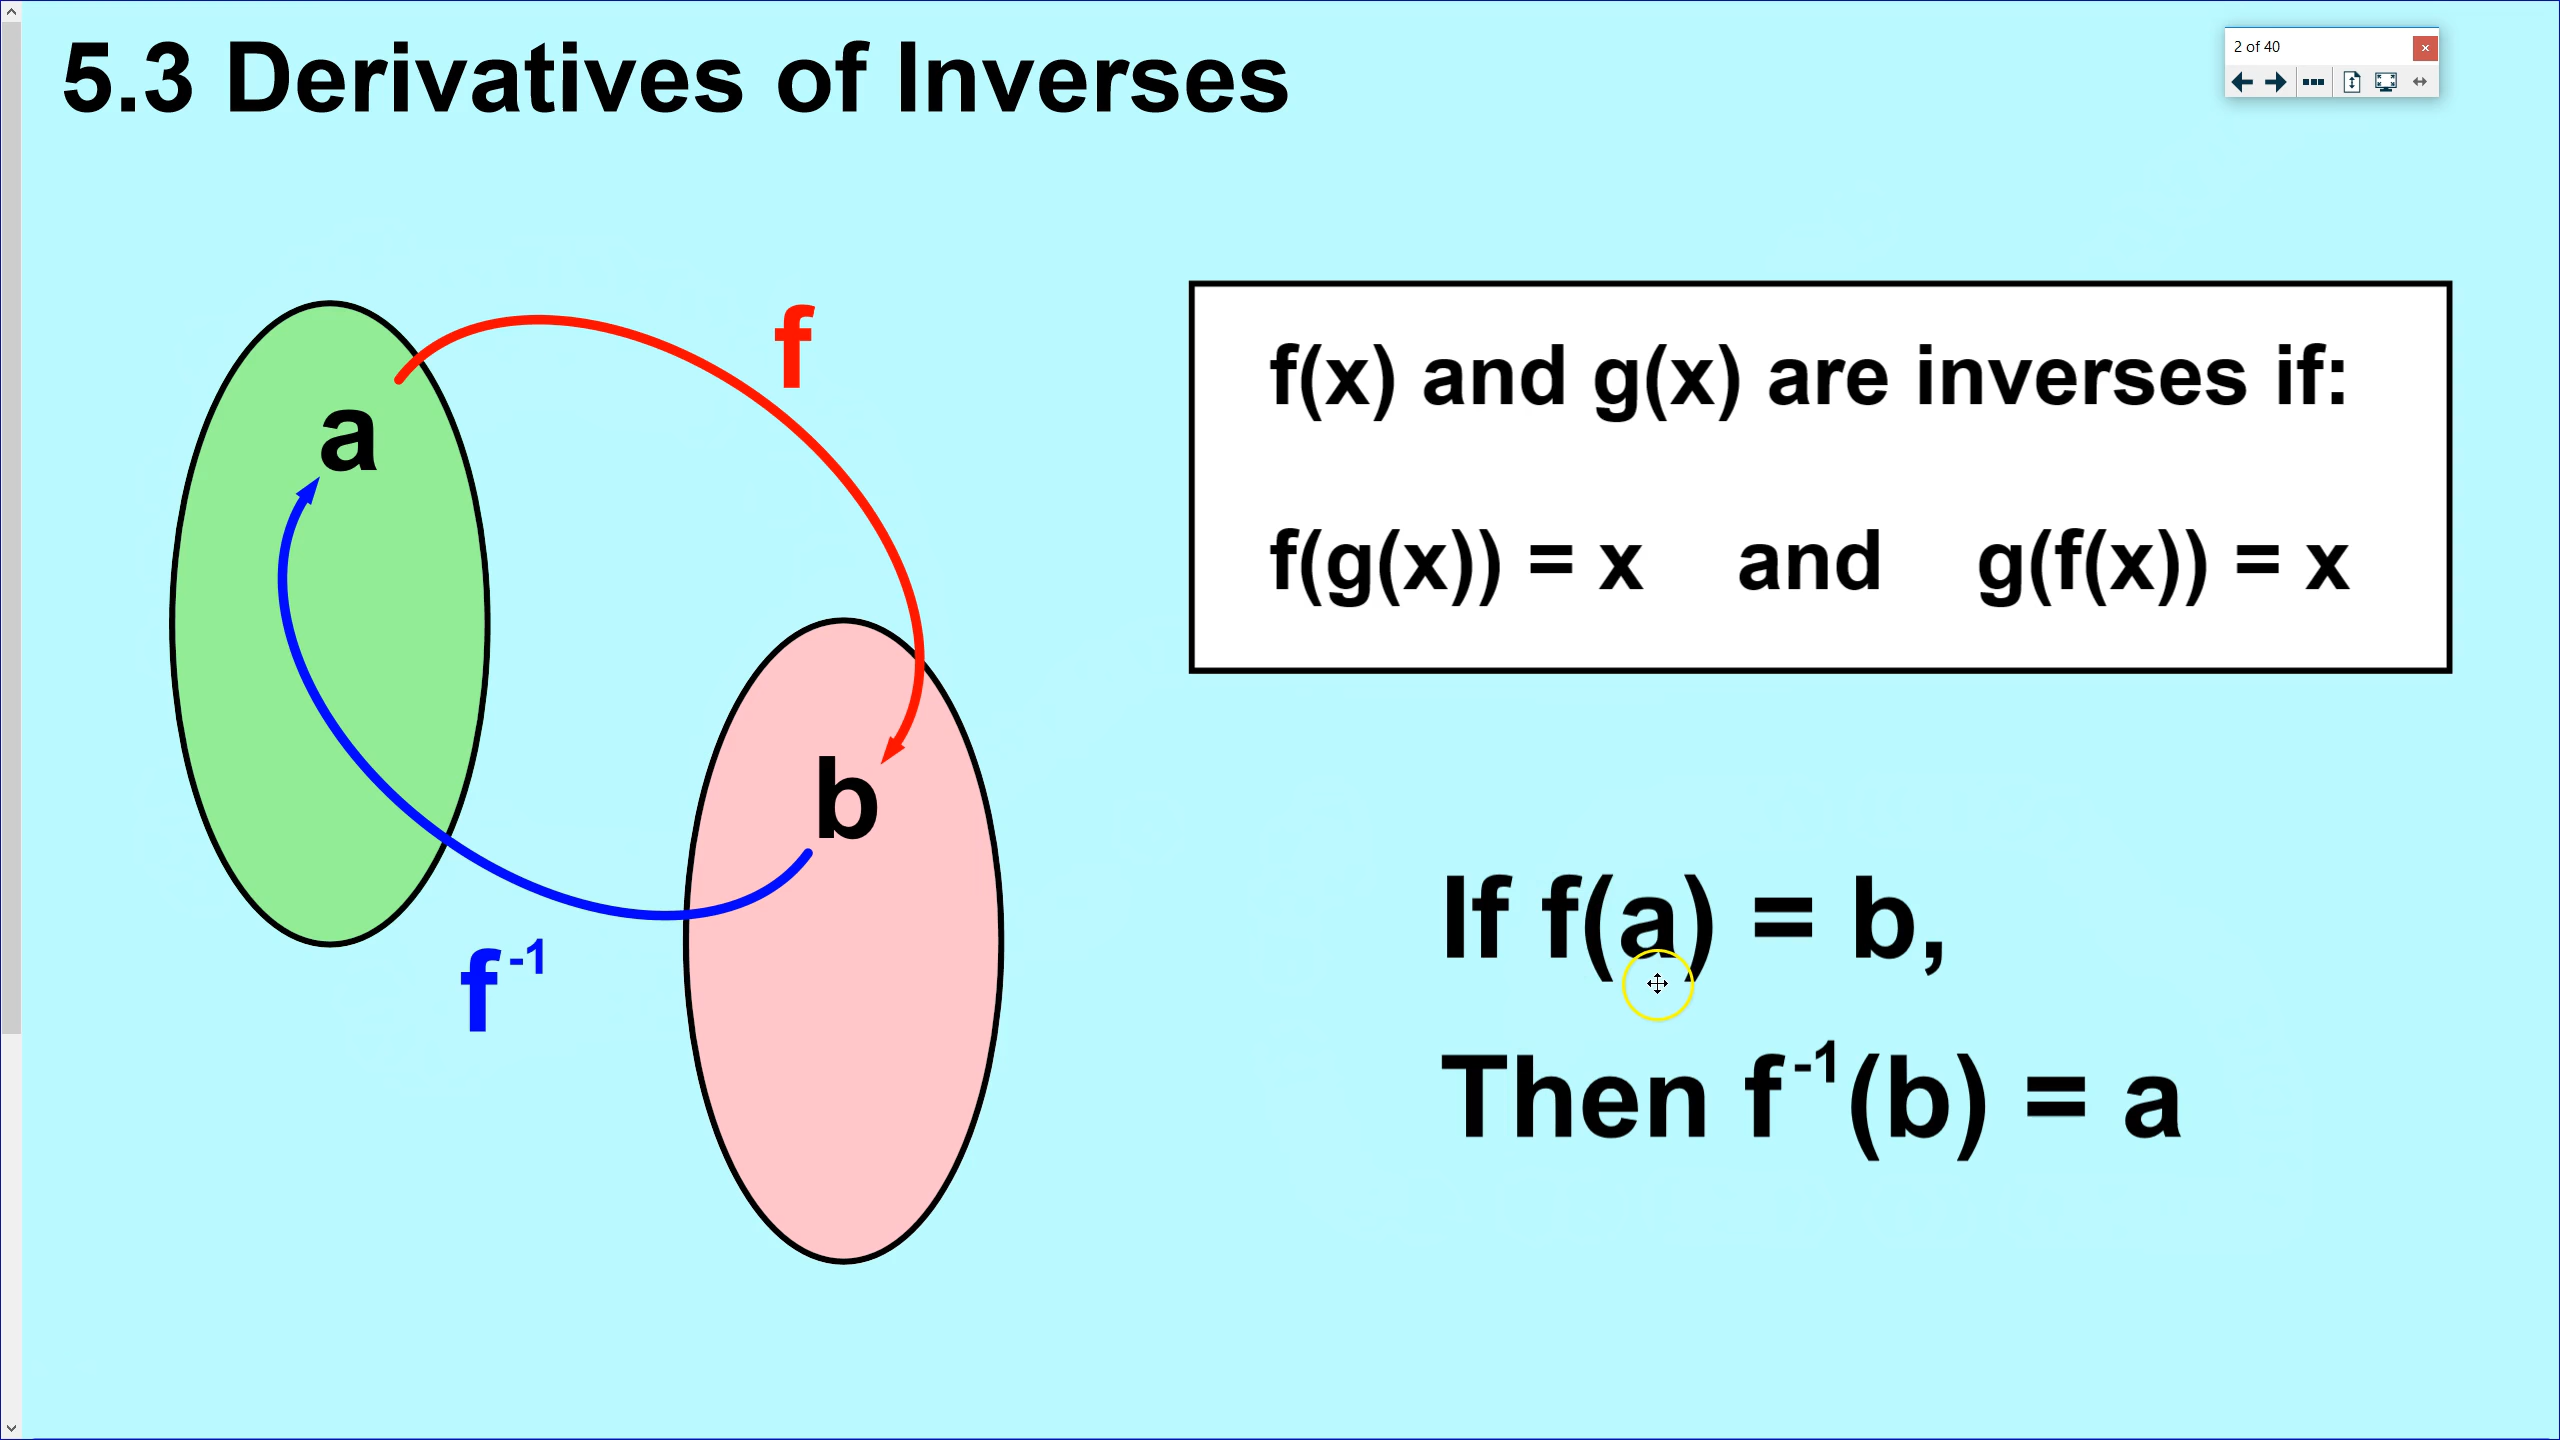 5.3 Derivatives of Inverses
2 of 40
f
a
b
f⁻¹
f(x) and g(x) are inverses if:
f(g(x)) = x and g(f(x)) = x
If f(a) = b,
Then f⁻¹(b) = a